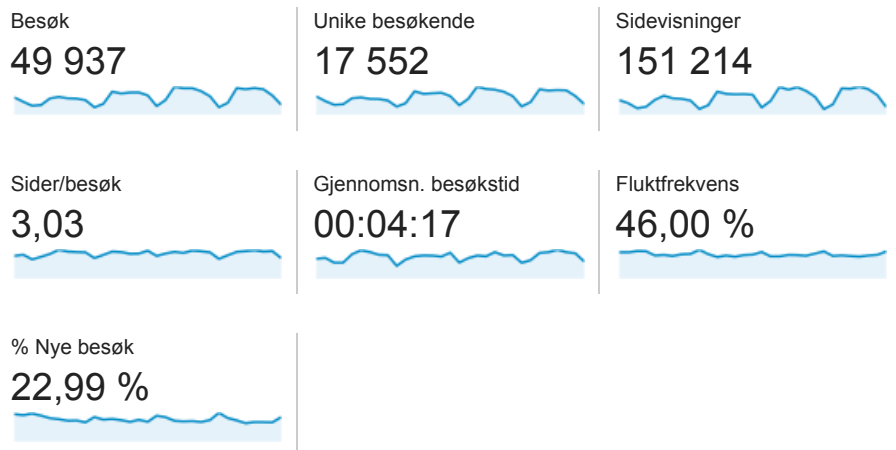 Besøk
49 937
Unike besøkende
17 552
Sidevisninger
151 214
Sider/besøk
3,03
Gjennomsn. besøkstid
00:04:17
Fluktfrekvens
46,00 %
% Nye besøk
22,99 %